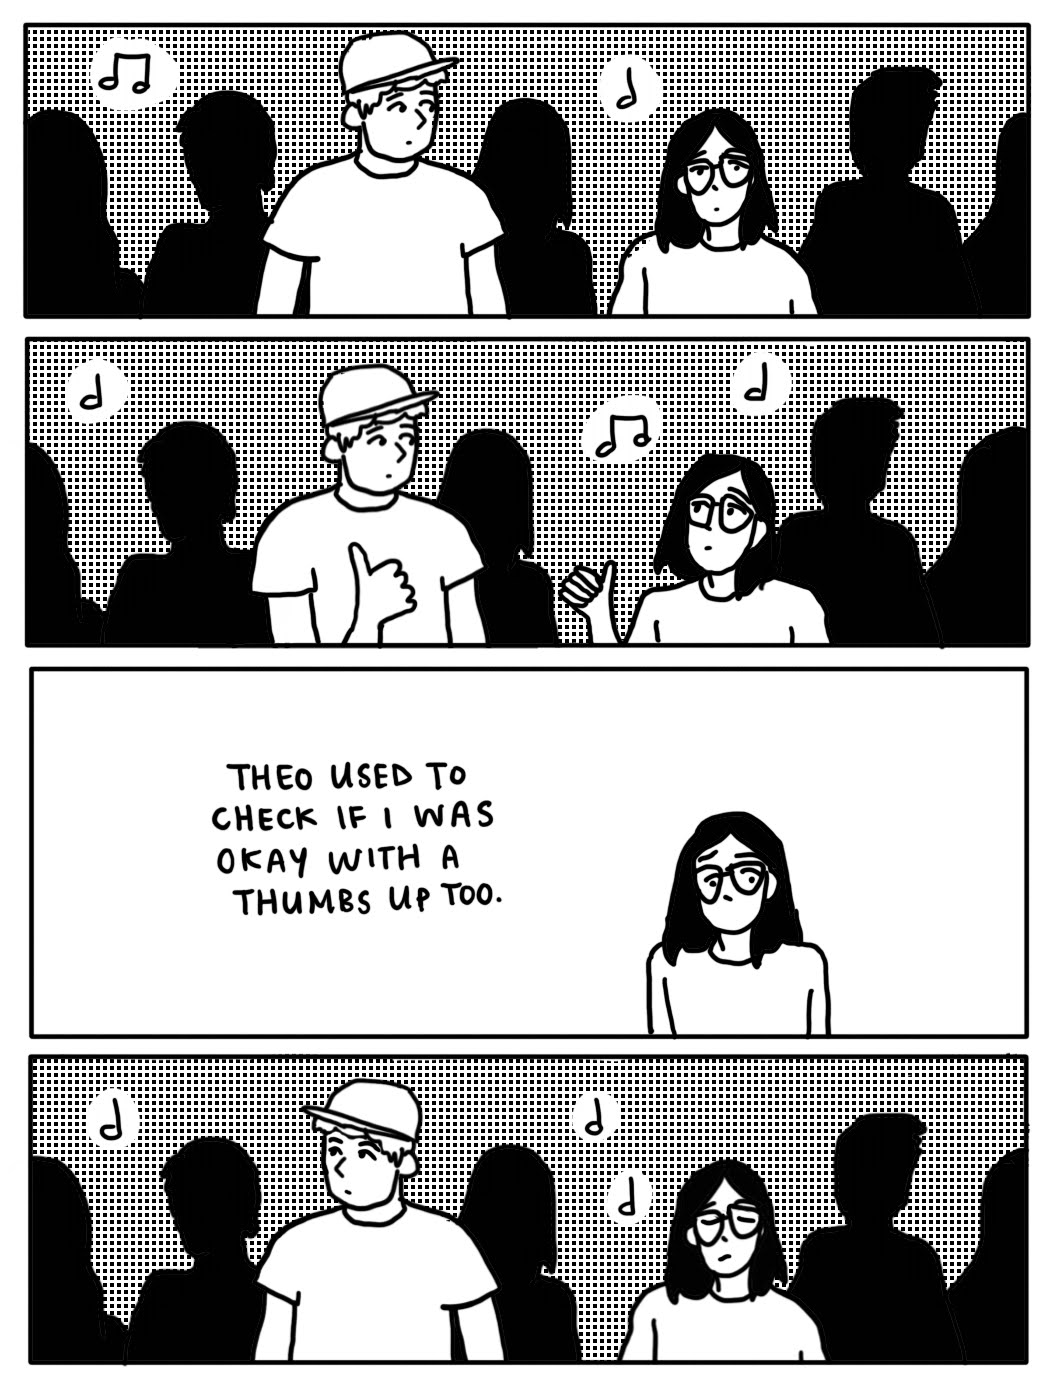 THEO USED TO
CHECK IF I WAS
OKAY WITH A
THUMBS UP TOO.